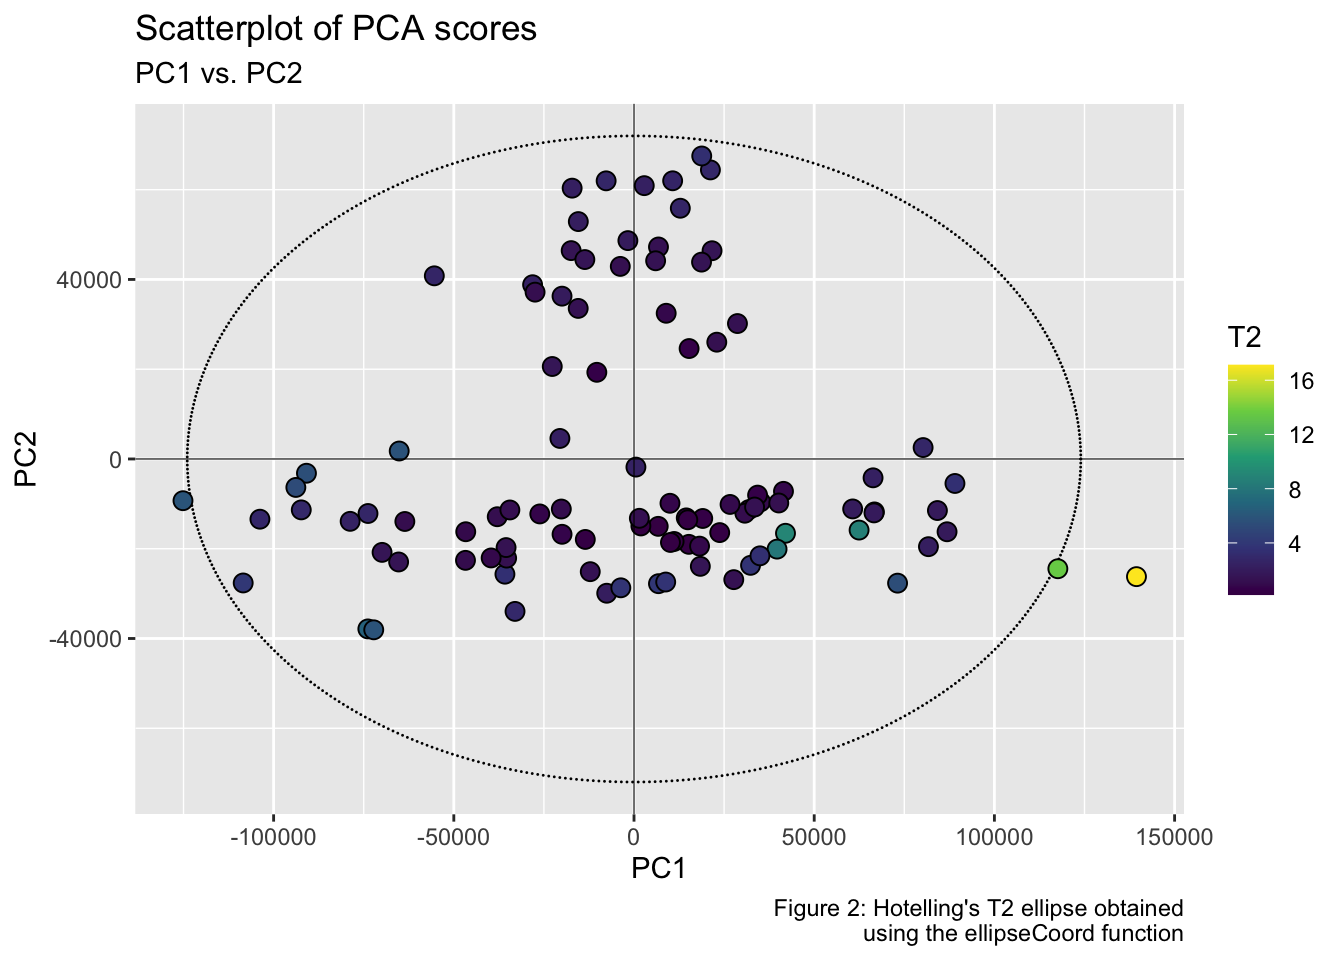 Scatterplot of PCA scores
PC1 vs. PC2
PC2
40000
0
-40000
-100000
-50000
0
50000
100000
150000
PC1
T2
16
12
8
4
Figure 2: Hotelling's T2 ellipse obtained
using the ellipseCoord function